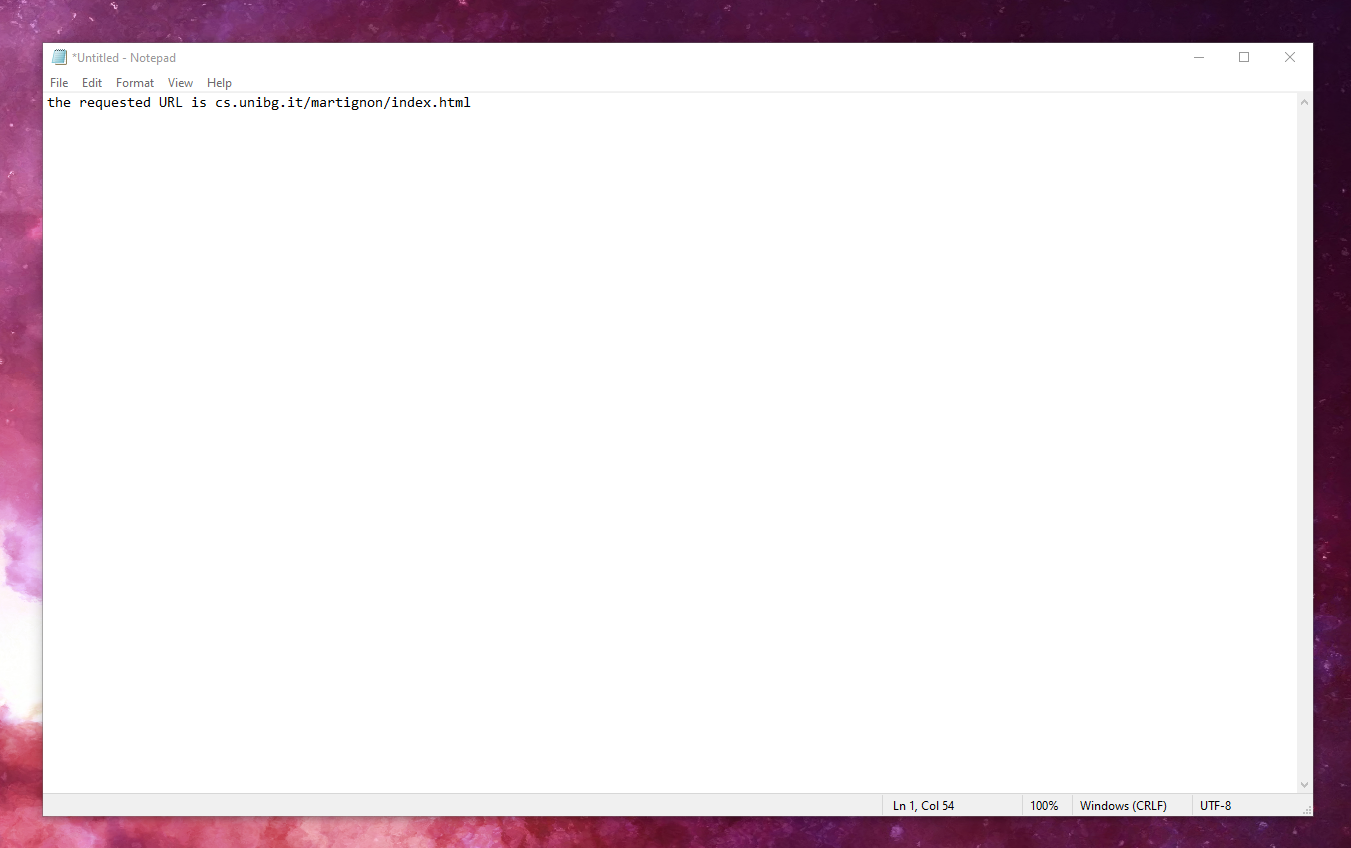 *Untitled - Notepad
File Edit Format View Help
the requested URL is cs.unibg.it/martignon/index.html
Ln 1, Col 54 100% Windows (CRLF) UTF-8